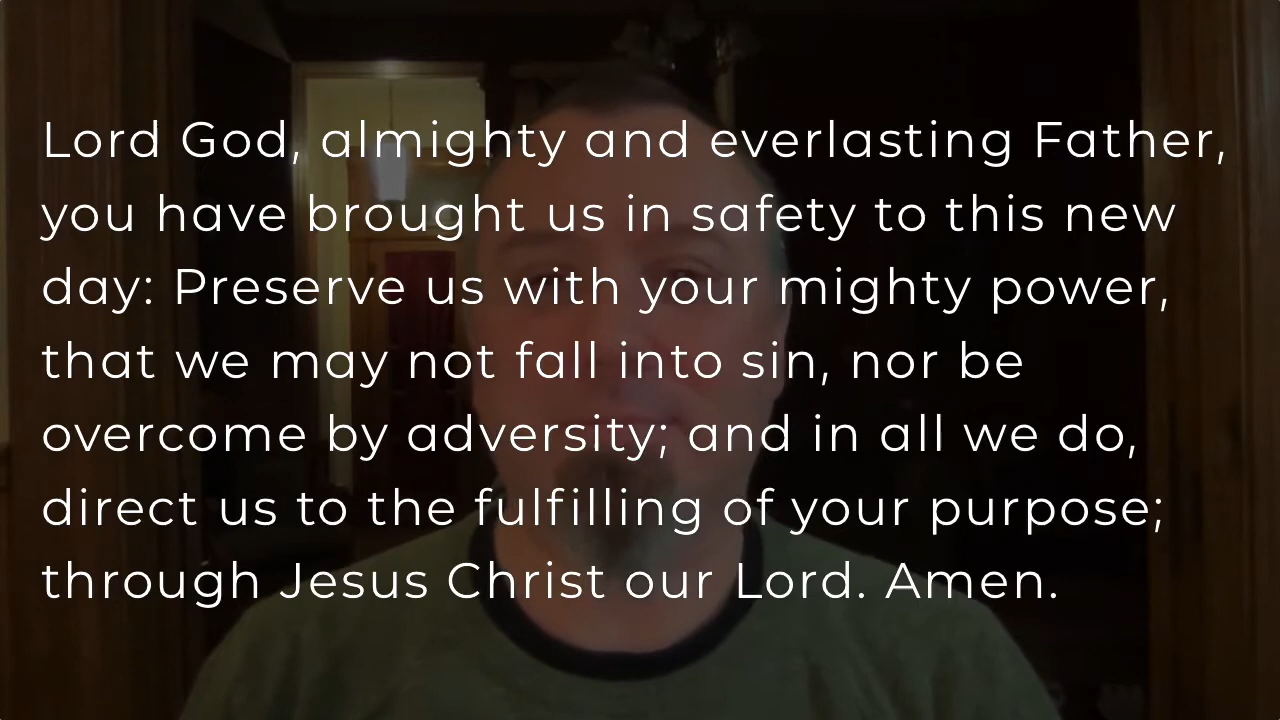 Lord God, almighty and everlasting Father,
you have brought us in safety to this new
day: Preserve us with your mighty power,
that we may not fall into sin, nor be
overcome by adversity; and in all we do,
direct us to the fulfilling of your purpose;
through Jesus Christ our Lord. Amen.